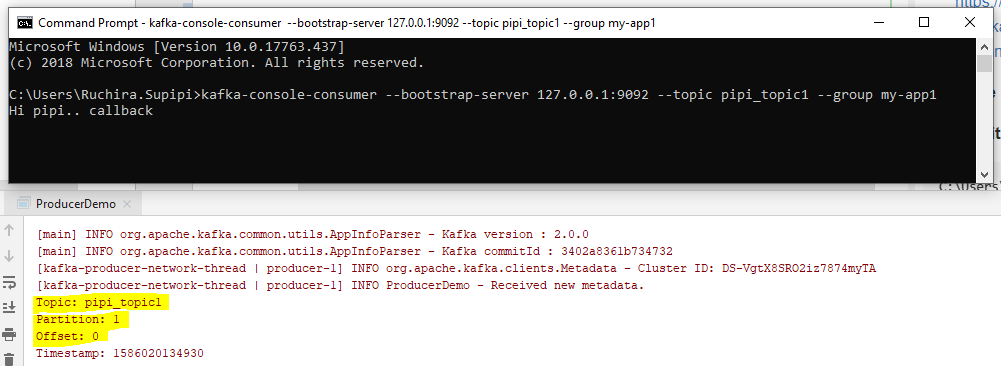 https:/
Command Prompt - kafka-console-consumer --bootstrap-server 127.0.0.1:9092 --topic pipi_topic1 --group my-app1
Microsoft Windows [Version 10.0.17763.437]
(c) 2018 Microsoft Corporation. All rights reserved.
C:\Users\Ruchira.Supipi>kafka-console-consumer --bootstrap-server 127.0.0.1:9092 --topic pipi_topic1 --group my-app1
Hi pipi.. callback
ProducerDemo
[main] INFO org.apache.kafka.common.utils.AppInfoParser - Kafka version : 2.0.0
[main] INFO org.apache.kafka.common.utils.AppInfoParser - Kafka commitId : 3402a8361b734732
[kafka-producer-network-thread | producer-1] INFO org.apache.kafka.clients.Metadata - Cluster ID: DS-VgtX8SRO2iz7874myTA
[kafka-producer-network-thread | producer-1] INFO ProducerDemo - Received new metadata.
Topic: pipi_topic1
Partition: 1
Offset: 0
Timestamp: 1586020134930